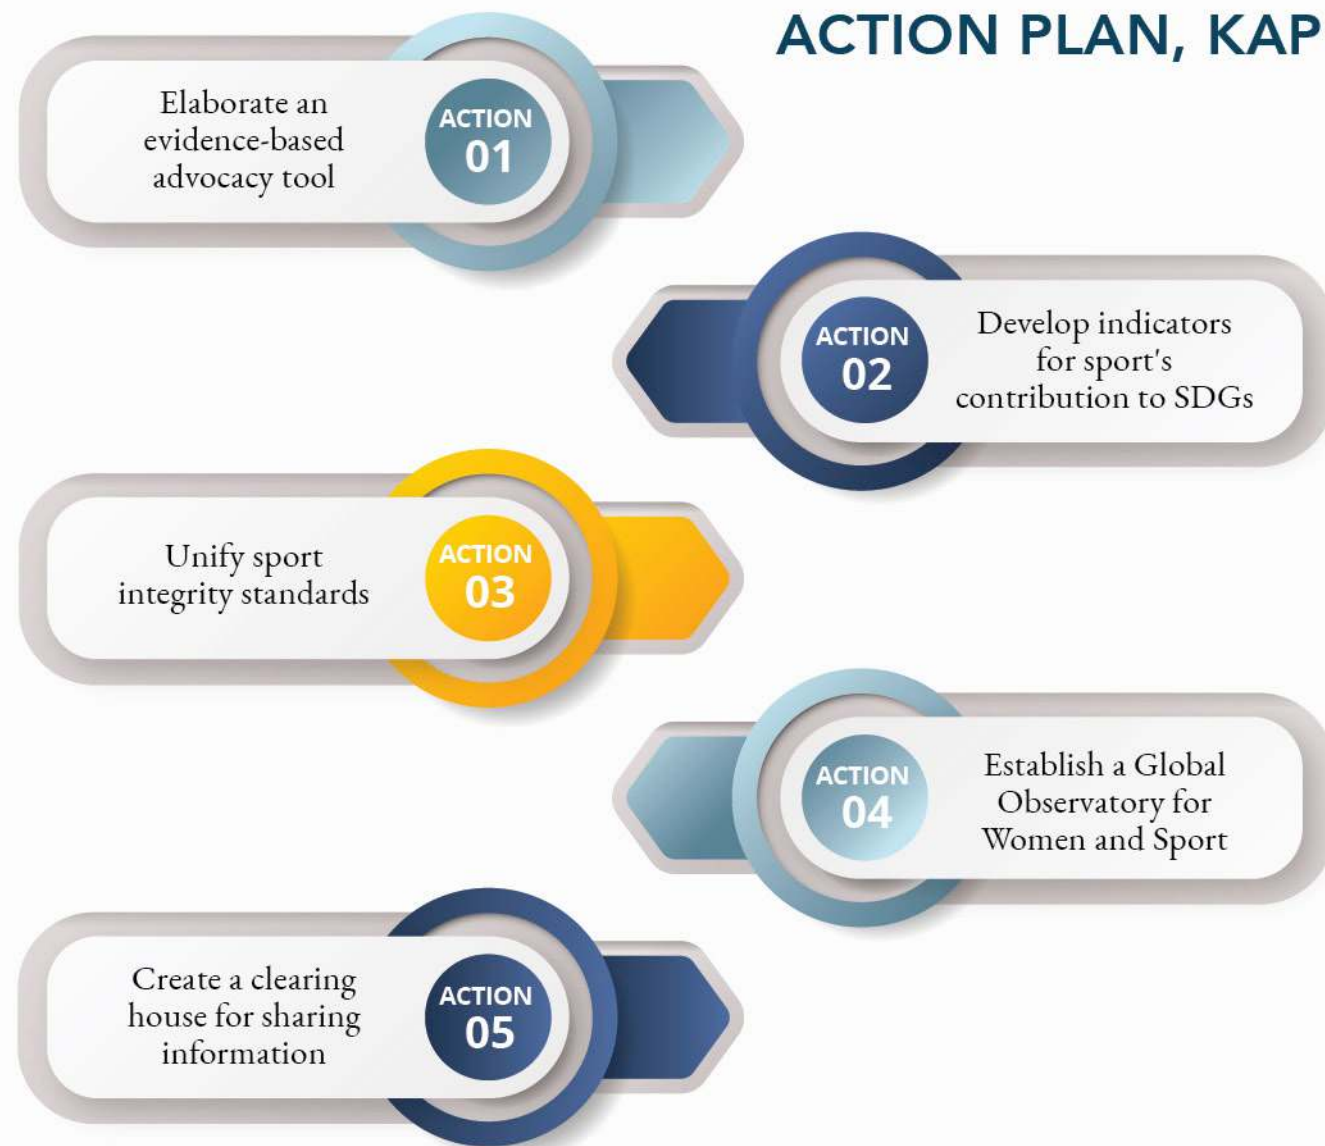 ACTION PLAN, KAP
Elaborate an
evidence-based
advocacy tool
ACTION
01
ACTION
02
Develop indicators
for sport's
contribution to SDGs
Unify sport
integrity standards
ACTION
03
ACTION
04
Establish a Global
Observatory for
Women and Sport
Create a clearing
house for sharing
information
ACTION
05